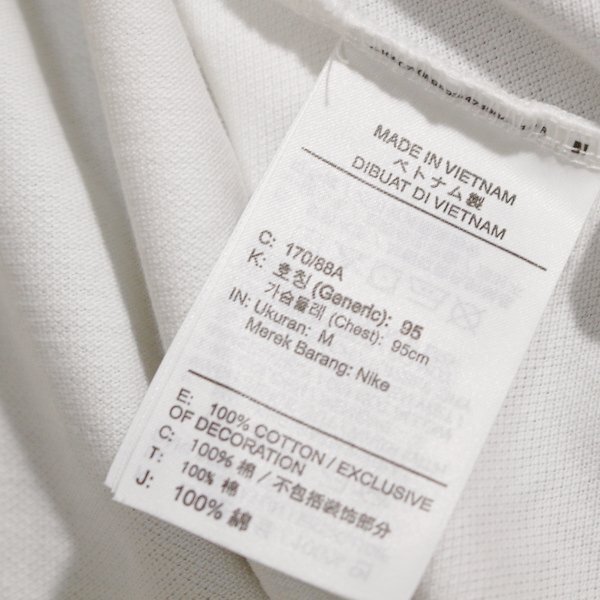 MADE IN VIETNAM
ベトナム製
DIBUAT DI VIETNAM
C: 170/88A
K: 호칭 (Generic): 95
가슴둘레 (Chest): 95cm
IN: Ukuran: M
Merek Barang: Nike
E: 100% COTTON / EXCLUSIVE
OF DECORATION
C: 100% 棉 / 不包括装饰部分
T: 100% 棉
J: 100% 綿